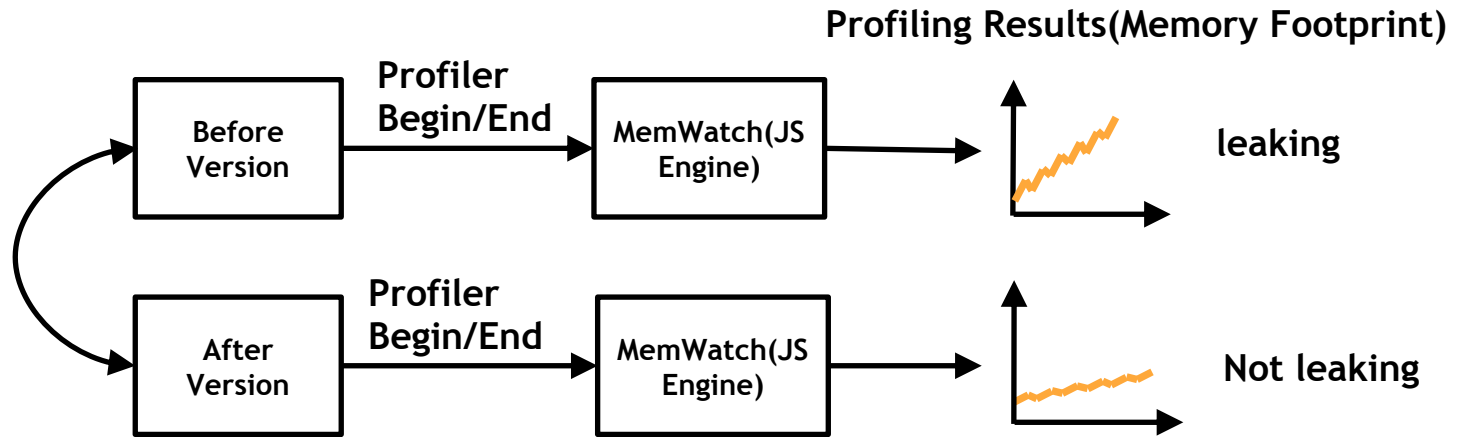 Profiling Results(Memory Footprint)
Profiler
Begin/End
Before
Version
MemWatch(JS
Engine)
leaking
Profiler
Begin/End
After
Version
MemWatch(JS
Engine)
Not leaking